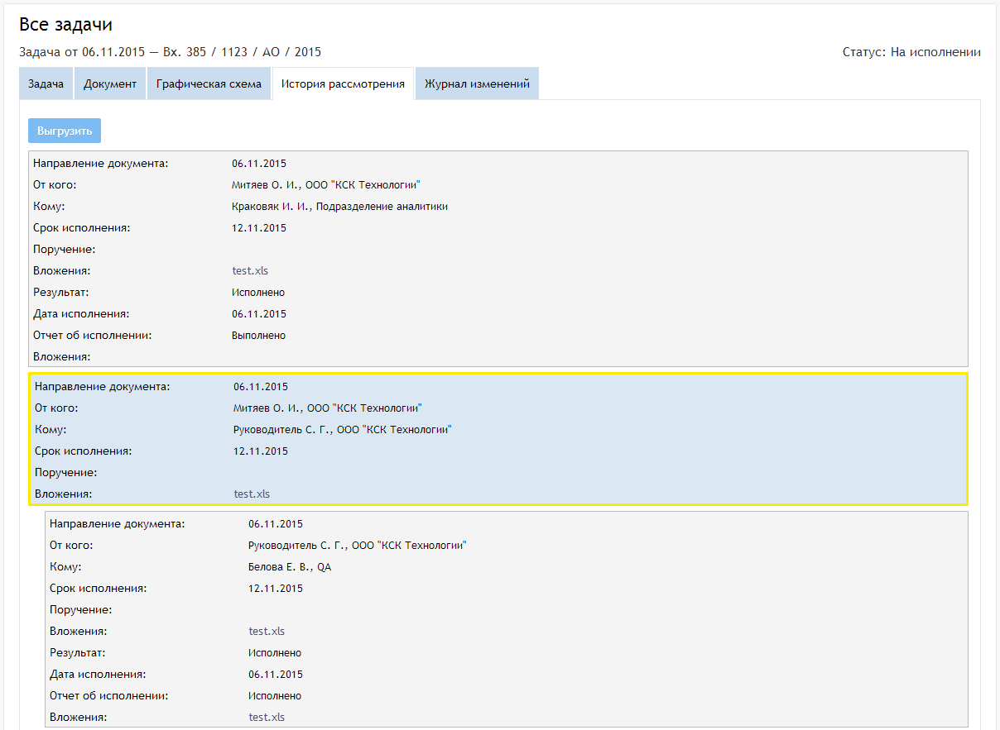 Все задачи
Задача от 06.11.2015 — Вх. 385 / 1123 / АО / 2015 Статус: На исполнении
Задача Документ Графическая схема История рассмотрения Журнал изменений
Выгрузить
Направление документа: 06.11.2015
От кого: Митяев О. И., ООО "КСК Технологии"
Кому: Краковяк И. И., Подразделение аналитики
Срок исполнения: 12.11.2015
Поручение:
Вложения: test.xls
Результат: Исполнено
Дата исполнения: 06.11.2015
Отчет об исполнении: Выполнено
Вложения:
Направление документа: 06.11.2015
От кого: Митяев О. И., ООО "КСК Технологии"
Кому: Руководитель С. Г., ООО "КСК Технологии"
Срок исполнения: 12.11.2015
Поручение:
Вложения: test.xls
Направление документа: 06.11.2015
От кого: Руководитель С. Г., ООО "КСК Технологии"
Кому: Белова Е. В., QA
Срок исполнения: 12.11.2015
Поручение:
Вложения: test.xls
Результат: Исполнено
Дата исполнения: 06.11.2015
Отчет об исполнении: Исполнено
Вложения: test.xls